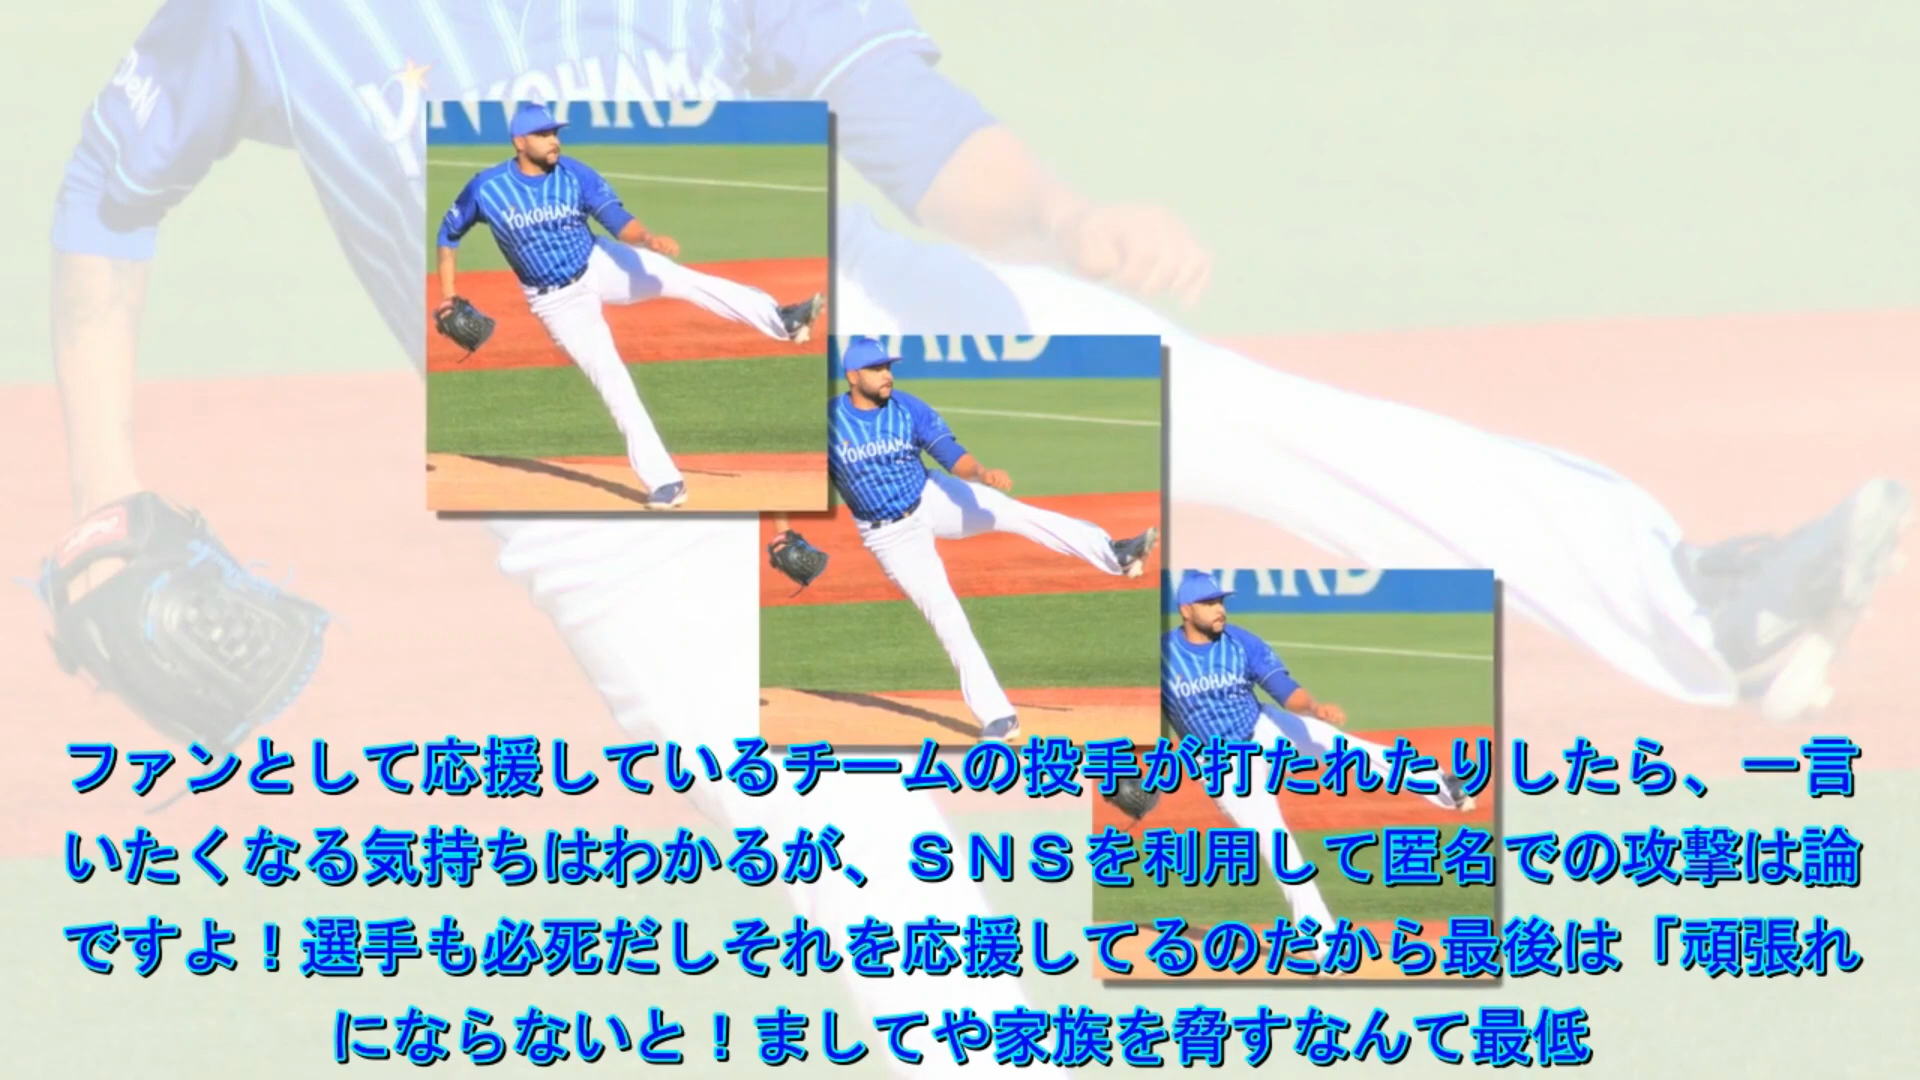 DeNA
YOKOHAMA
YOKOHAMA
YOKOHAMA
YOKOHAMA
ファンとして応援しているチームの投手が打たれたりしたら、一言
いたくなる気持ちはわかるが、ＳＮＳを利用して匿名での攻撃は論
ですよ！選手も必死だしそれを応援してるのだから最後は「頑張れ
にならないと！ましてや家族を脅すなんて最低